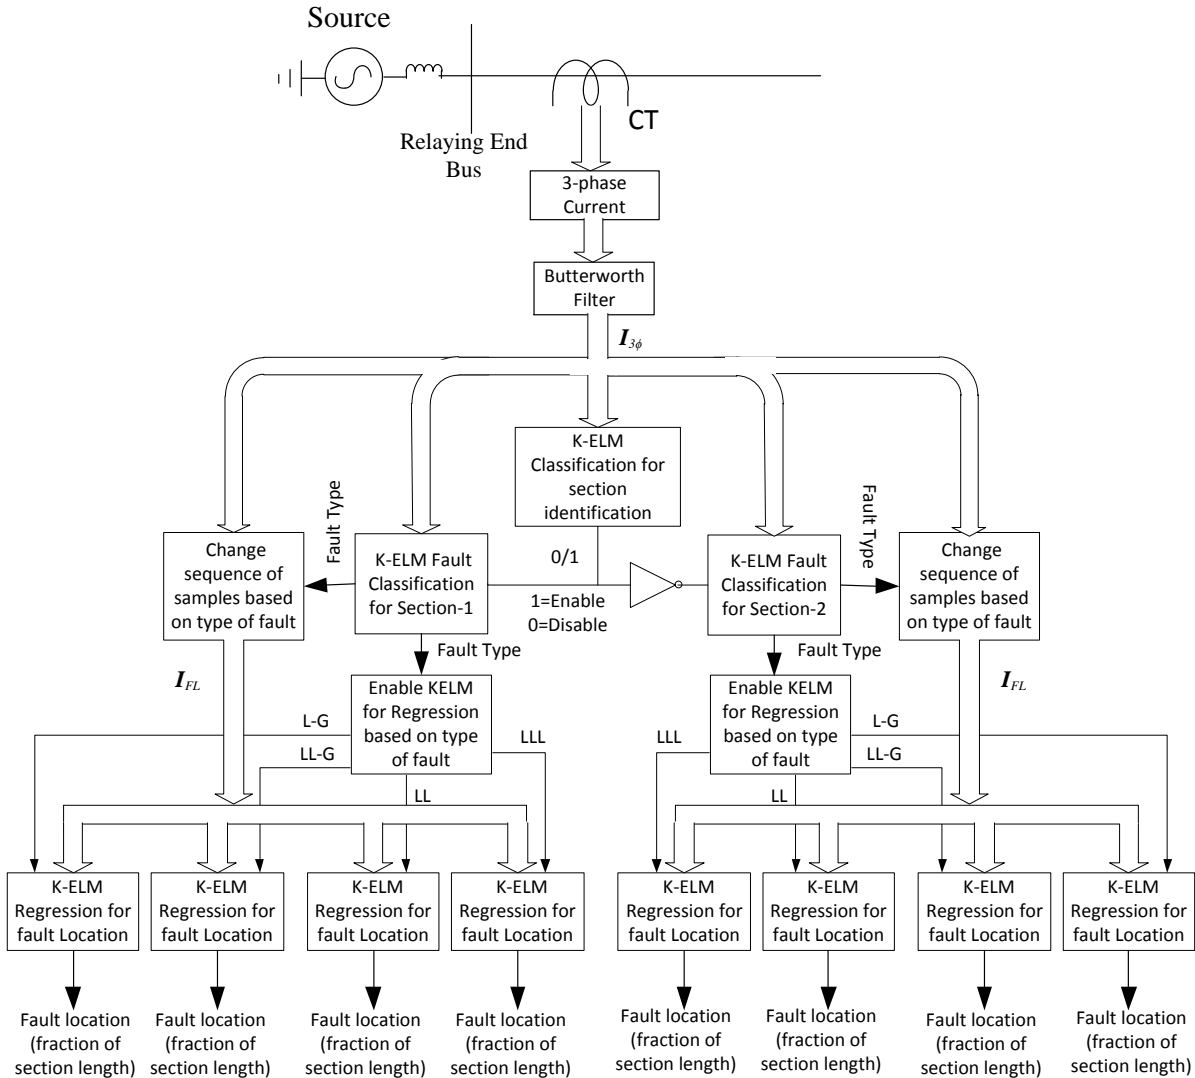 Source
CT
Relaying End
Bus
3-phase
Current
Butterworth
Filter
I3ϕ
K-ELM
Classification for
section
identification
Fault Type
Fault Type
Change
sequence of
samples based
on type of fault
K-ELM Fault
Classification
for Section-1
0/1
1=Enable
0=Disable
K-ELM Fault
Classification
for Section-2
Change
sequence of
samples based
on type of fault
Fault Type
Fault Type
IFL
Enable KELM
for Regression
based on type
of fault
Enable KELM
for Regression
based on type
of fault
IFL
L-G
LL-G
LLL
LL
LLL
L-G
LL-G
LL
K-ELM
Regression for
fault Location
K-ELM
Regression for
fault Location
K-ELM
Regression for
fault Location
K-ELM
Regression for
fault Location
K-ELM
Regression for
fault Location
K-ELM
Regression for
fault Location
K-ELM
Regression for
fault Location
K-ELM
Regression for
fault Location
Fault location
(fraction of
section length)
Fault location
(fraction of
section length)
Fault location
(fraction of
section length)
Fault location
(fraction of
section length)
Fault location
(fraction of
section length)
Fault location
(fraction of
section length)
Fault location
(fraction of
section length)
Fault location
(fraction of
section length)